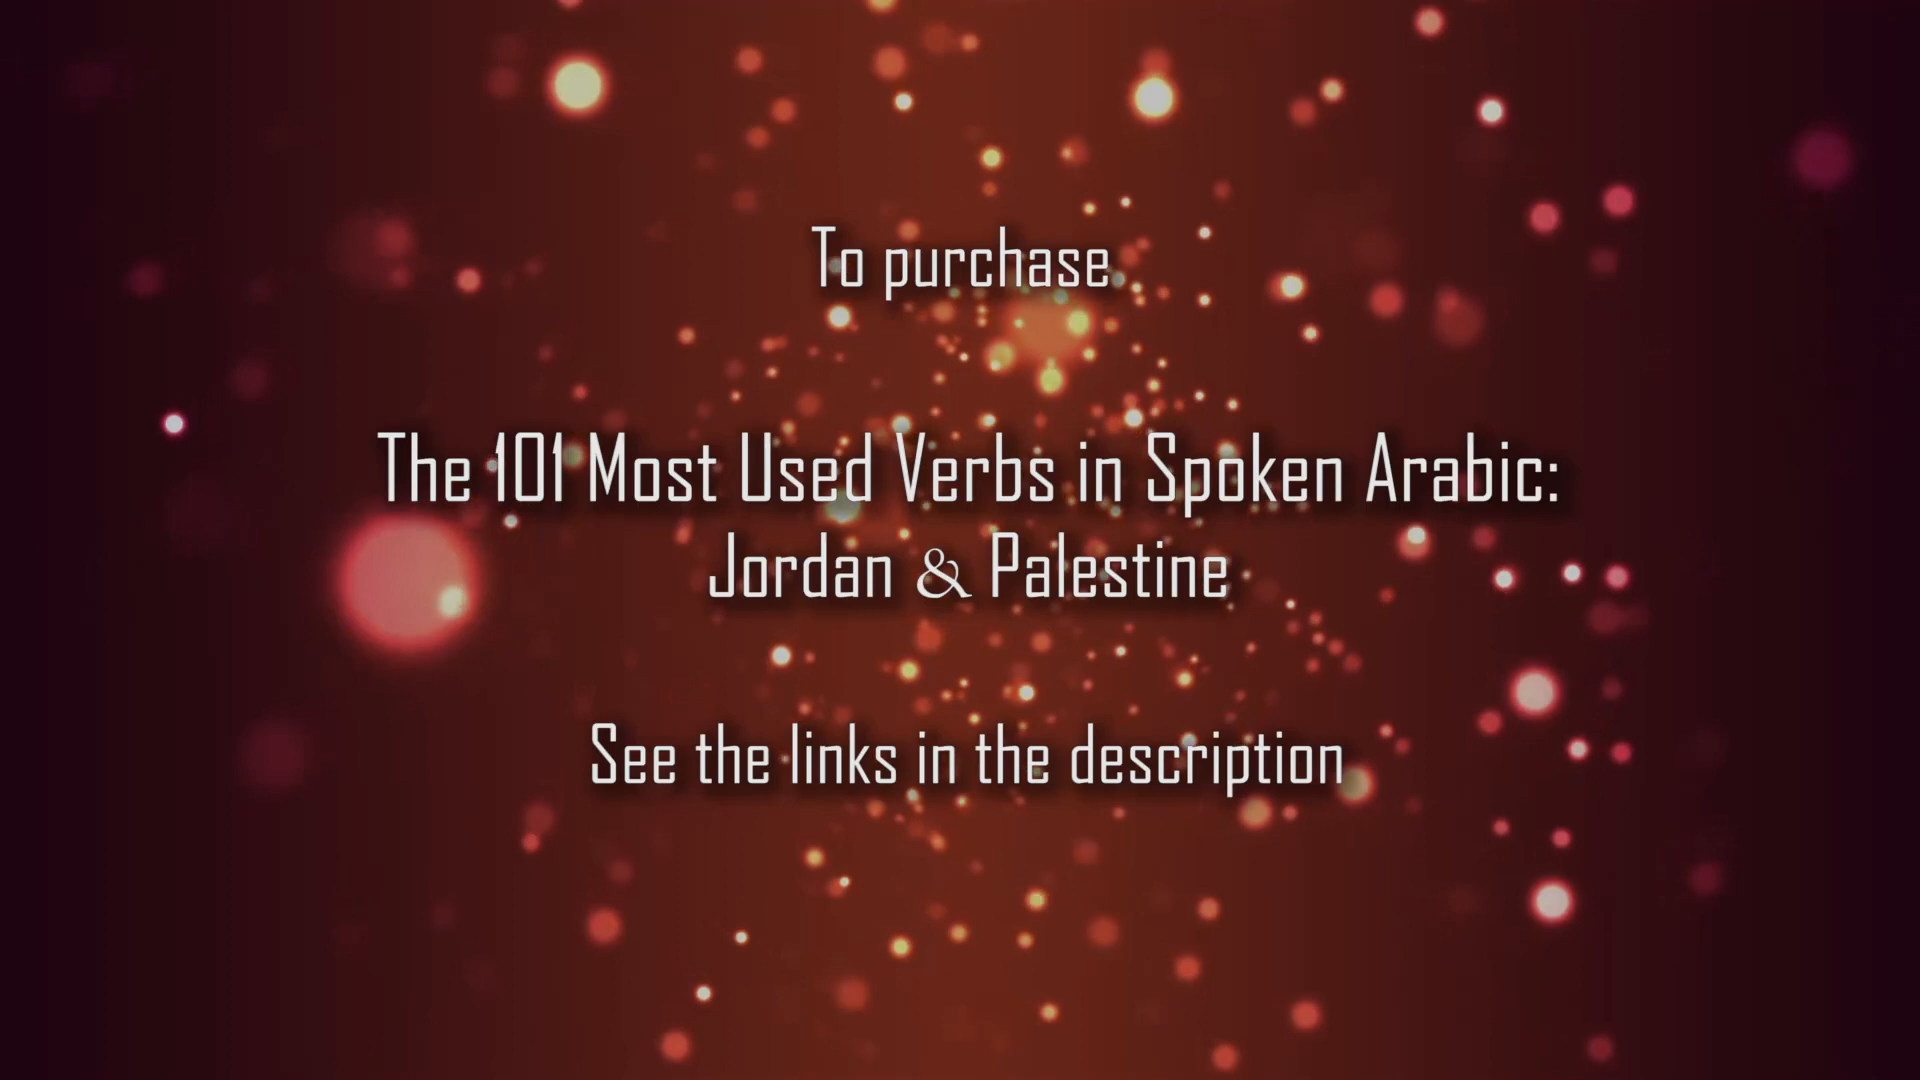 To purchase
The 101 Most Used Verbs in Spoken Arabic:
Jordan & Palestine
See the links in the description